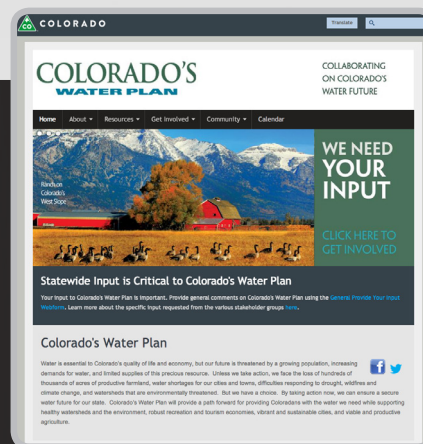 CO COLORADO
Translate
COLORADO'S
WATER PLAN
COLLABORATING
ON COLORADO'S
WATER FUTURE
Home About Resources Get Involved Community Calendar
Ranch on
Colorado's
West Slope
WE NEED
YOUR
INPUT
CLICK HERE TO
GET INVOLVED
Statewide Input is Critical to Colorado's Water Plan
Your input to Colorado's Water Plan is important. Provide general comments on Colorado's Water Plan using the General Provide Your Input
Webform. Learn more about the specific input requested from the various stakeholder groups here.
Colorado's Water Plan
Water is essential to Colorado's quality of life and economy, but our future is threatened by a growing population, increasing
demands for water, and limited supplies of this precious resource. Unless we take action, we face the loss of hundreds of
thousands of acres of productive farmland, water shortages for our cities and towns, difficulties responding to drought, wildfires and
climate change, and watersheds that are environmentally threatened. But we have a choice. By taking action now, we can ensure a secure
water future for our state. Colorado's Water Plan will provide a path forward for providing Coloradans with the water we need while supporting
healthy watersheds and the environment, robust recreation and tourism economies, vibrant and sustainable cities, and viable and productive
agriculture.